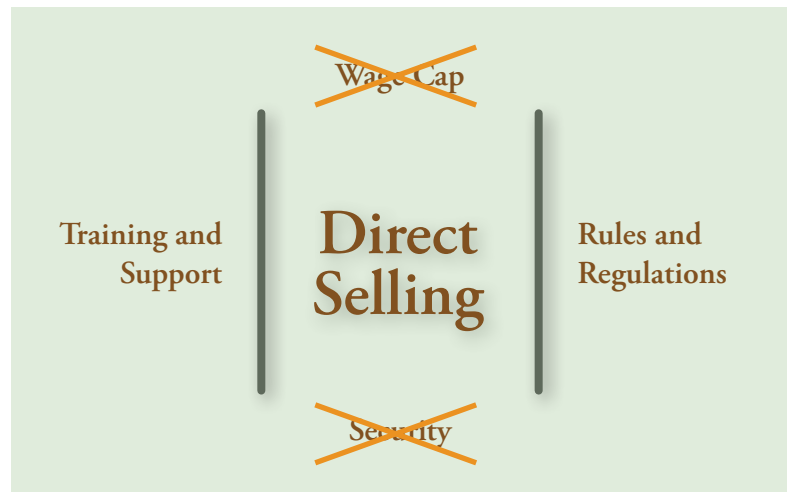 Wage Cap
Training and
Support
Direct
Selling
Rules and
Regulations
Security